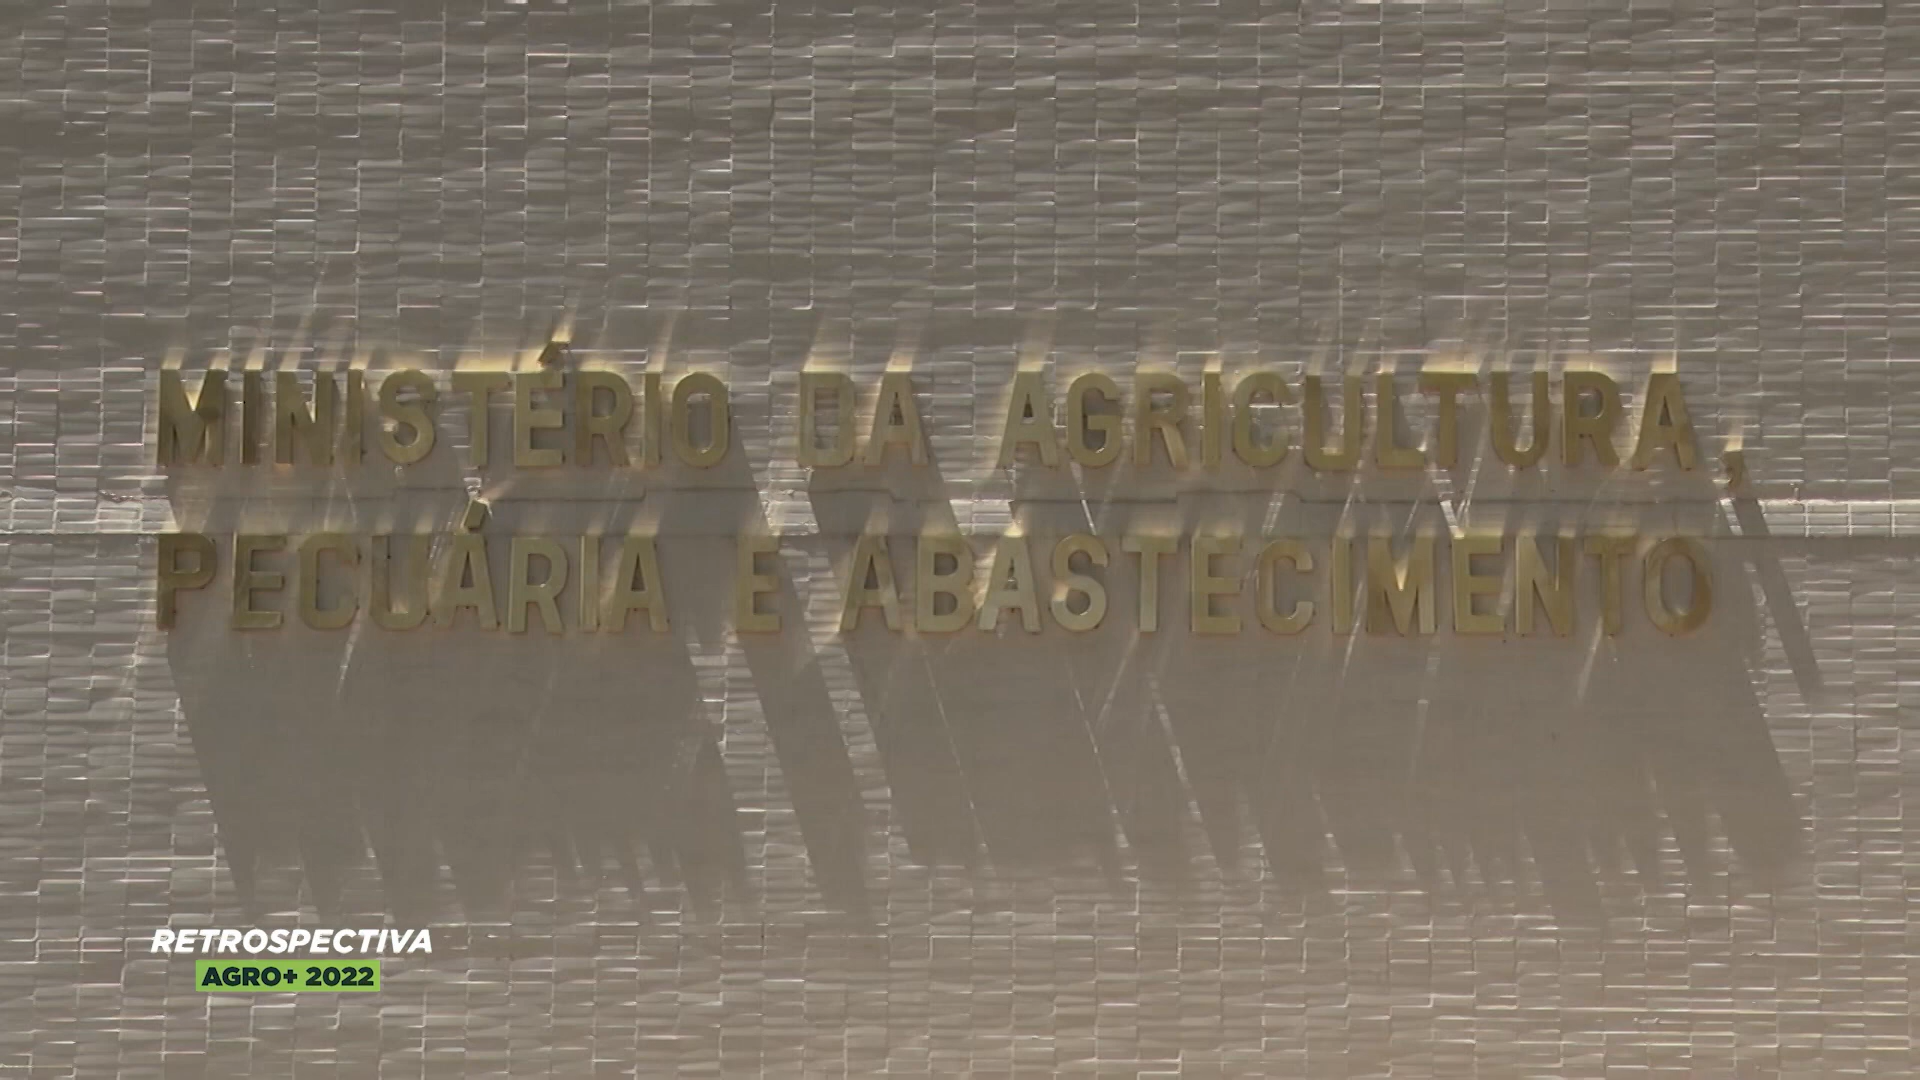 MINISTÉRIO DA AGRICULTURA,
PECUÁRIA E ABASTECIMENTO
RETROSPECTIVA
AGRO+ 2022